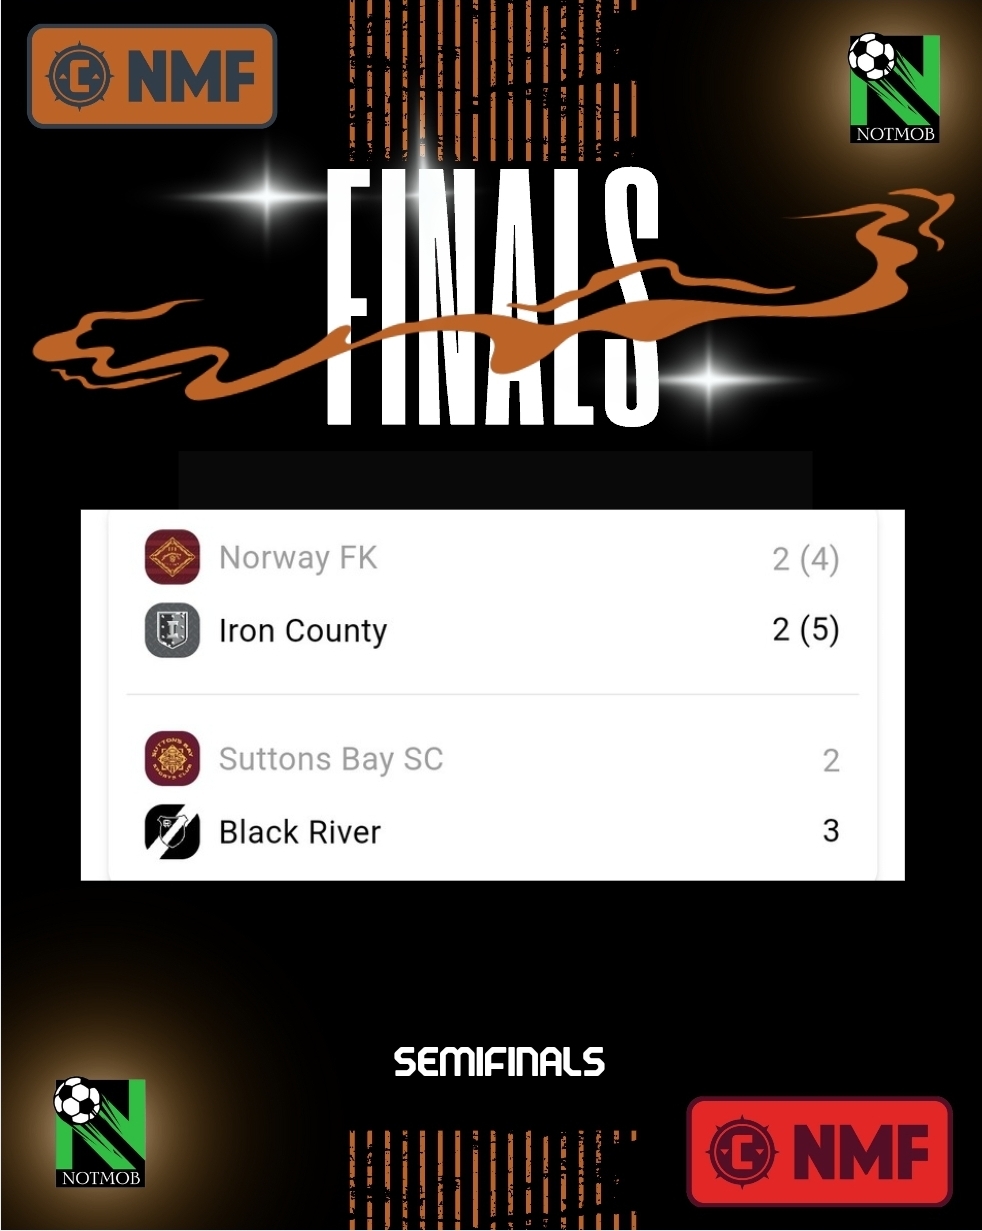 NMF
NOTMOB
FINALS
Norway FK 2 (4)
Iron County 2 (5)
Suttons Bay SC 2
Black River 3
SEMIFINALS
NOTMOB
NMF